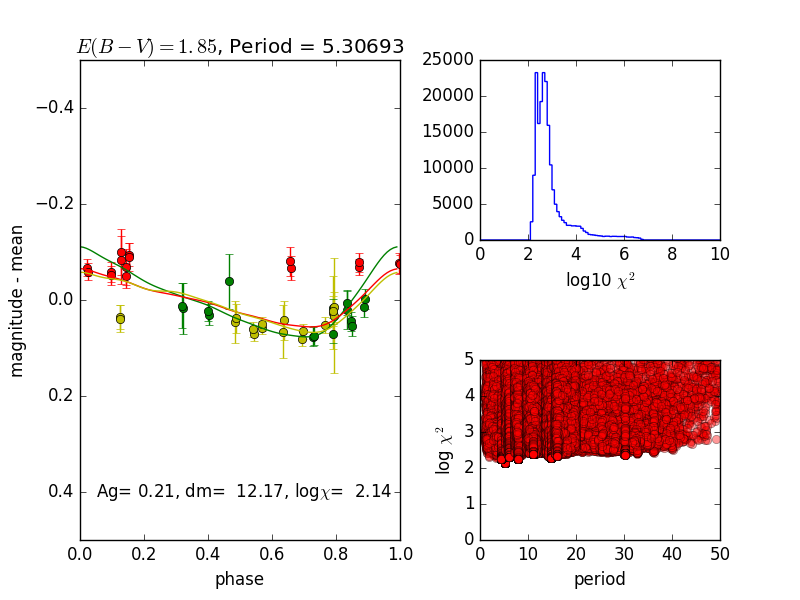 E(B − V) = 1.85, Period = 5.30693
−0.4
−0.2
0.0
0.2
0.4
magnitude - mean
Ag= 0.21, dm=  12.17, logχ=  2.14
0.0 0.2 0.4 0.6 0.8 1.0
phase
25000
20000
15000
10000
5000
0
0 2 4 6 8 10
log10 χ²
5
4
3
2
1
0
log χ²
0 10 20 30 40 50
period